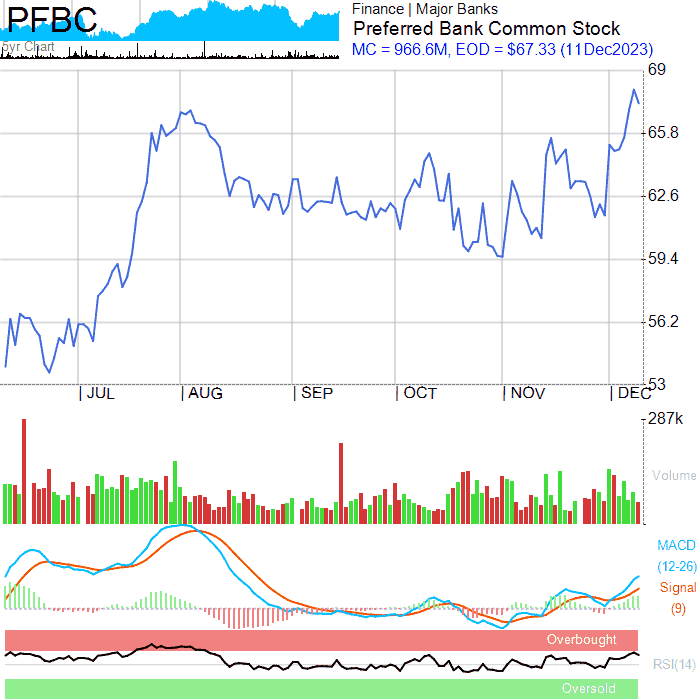 PFBC
5yr Chart
Finance | Major Banks
Preferred Bank Common Stock
MC = 966.6M, EOD = $67.33 (11Dec2023)
69
65.8
62.6
59.4
56.2
53
JUL
AUG
SEP
OCT
NOV
DEC
287k
Volume
MACD
(12-26)
Signal
(9)
Overbought
RSI(14)
Oversold